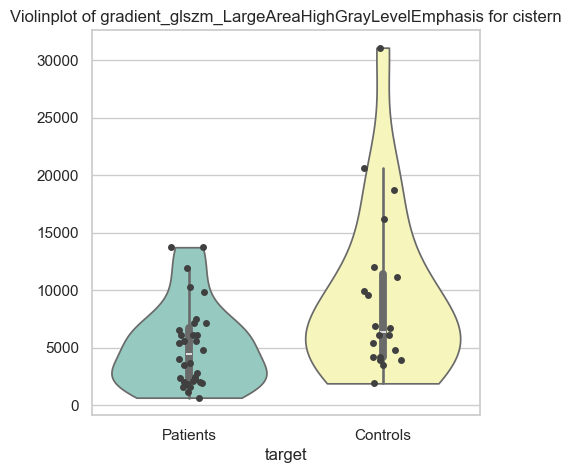 Violinplot of gradient_glszm_LargeAreaHighGrayLevelEmphasis for cistern
30000
25000
20000
15000
10000
5000
0
Patients
Controls
target